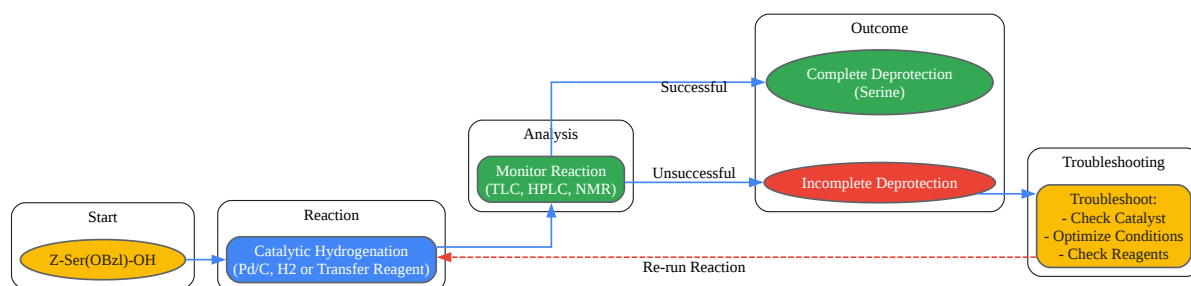 Start
Z-Ser(OBzl)-OH
Reaction
Catalytic Hydrogenation
(Pd/C, H2 or Transfer Reagent)
Analysis
Monitor Reaction
(TLC, HPLC, NMR)
Successful
Unsuccessful
Outcome
Complete Deprotection
(Serine)
Incomplete Deprotection
Troubleshooting
Troubleshoot:
- Check Catalyst
- Optimize Conditions
- Check Reagents
Re-run Reaction